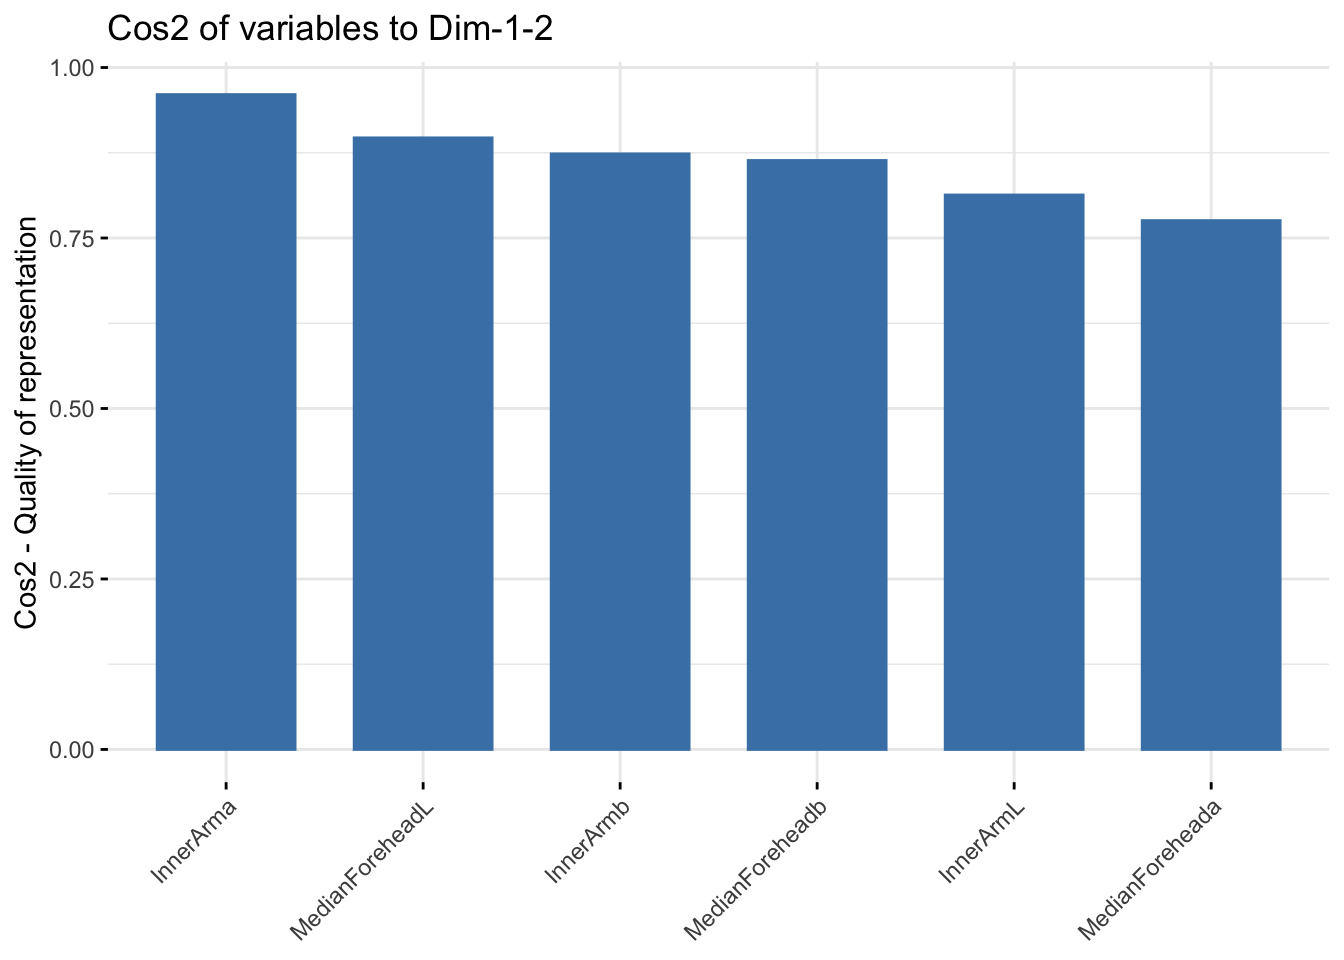 Cos2 of variables to Dim-1-2
Cos2 - Quality of representation
1.00
0.75
0.50
0.25
0.00
InnerArma
MedianForeheadL
InnerArmb
MedianForeheadb
InnerArmL
MedianForeheada